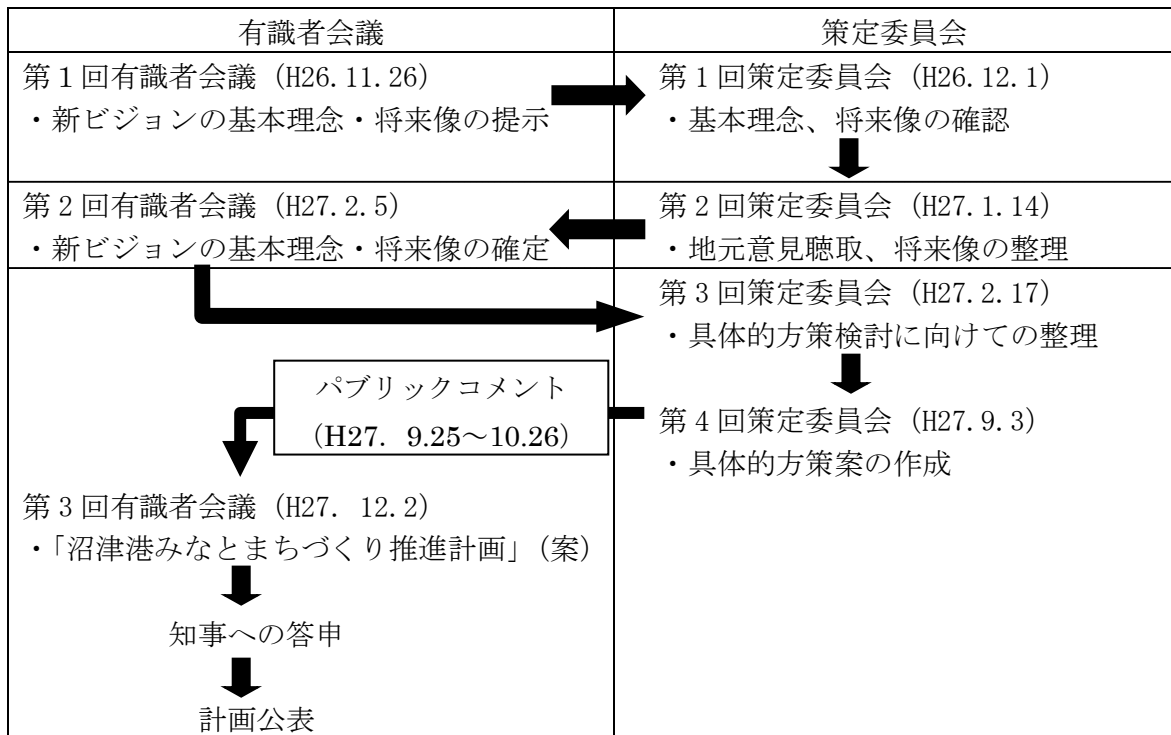 有識者会議
策定委員会
第1回有識者会議(H26.11.26)
・新ビジョンの基本理念・将来像の提示
第1回策定委員会(H26.12.1)
・基本理念、将来像の確認
第2回有識者会議(H27.2.5)
・新ビジョンの基本理念・将来像の確定
第2回策定委員会(H27.1.14)
・地元意見聴取、将来像の整理
第3回策定委員会(H27.2.17)
・具体的方策検討に向けての整理
パブリックコメント
(H27. 9.25~10.26)
第4回策定委員会(H27.9.3)
・具体的方策案の作成
第3回有識者会議(H27. 12.2)
・「沼津港みなとまちづくり推進計画」(案)
知事への答申
計画公表